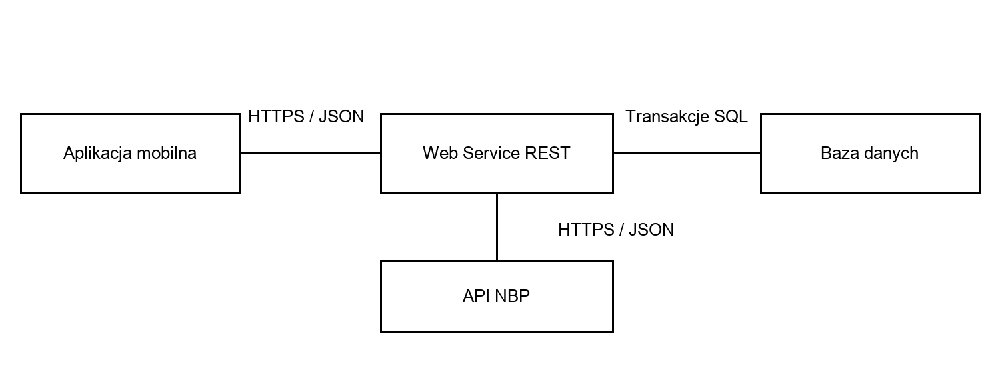 HTTPS / JSON
Transakcje SQL
Aplikacja mobilna
Web Service REST
Baza danych
HTTPS / JSON
API NBP